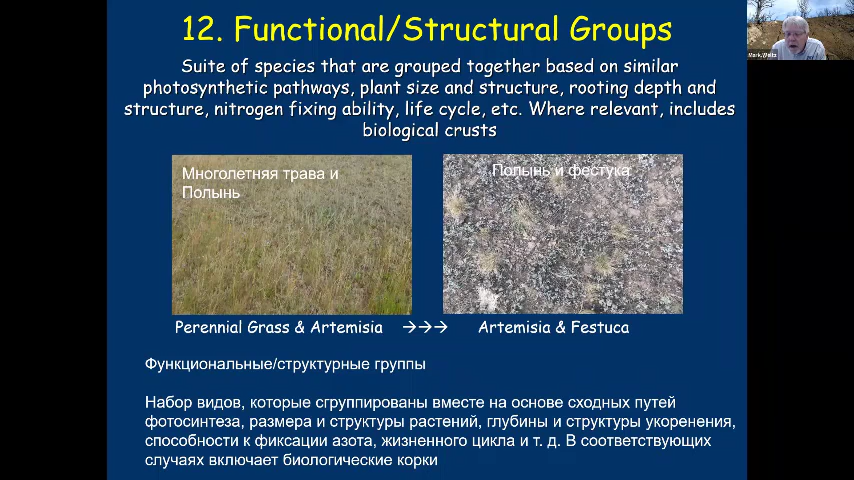 12. Functional/Structural Groups
Mark Weltz
Suite of species that are grouped together based on similar
photosynthetic pathways, plant size and structure, rooting depth and
structure, nitrogen fixing ability, life cycle, etc. Where relevant, includes
biological crusts
Многолетняя трава и
Полынь
Полынь и фестука
Perennial Grass & Artemisia →→→ Artemisia & Festuca
Функциональные/структурные группы
Набор видов, которые сгруппированы вместе на основе сходных путей
фотосинтеза, размера и структуры растений, глубины и структуры укоренения,
способности к фиксации азота, жизненного цикла и т. д. В соответствующих
случаях включает биологические корки